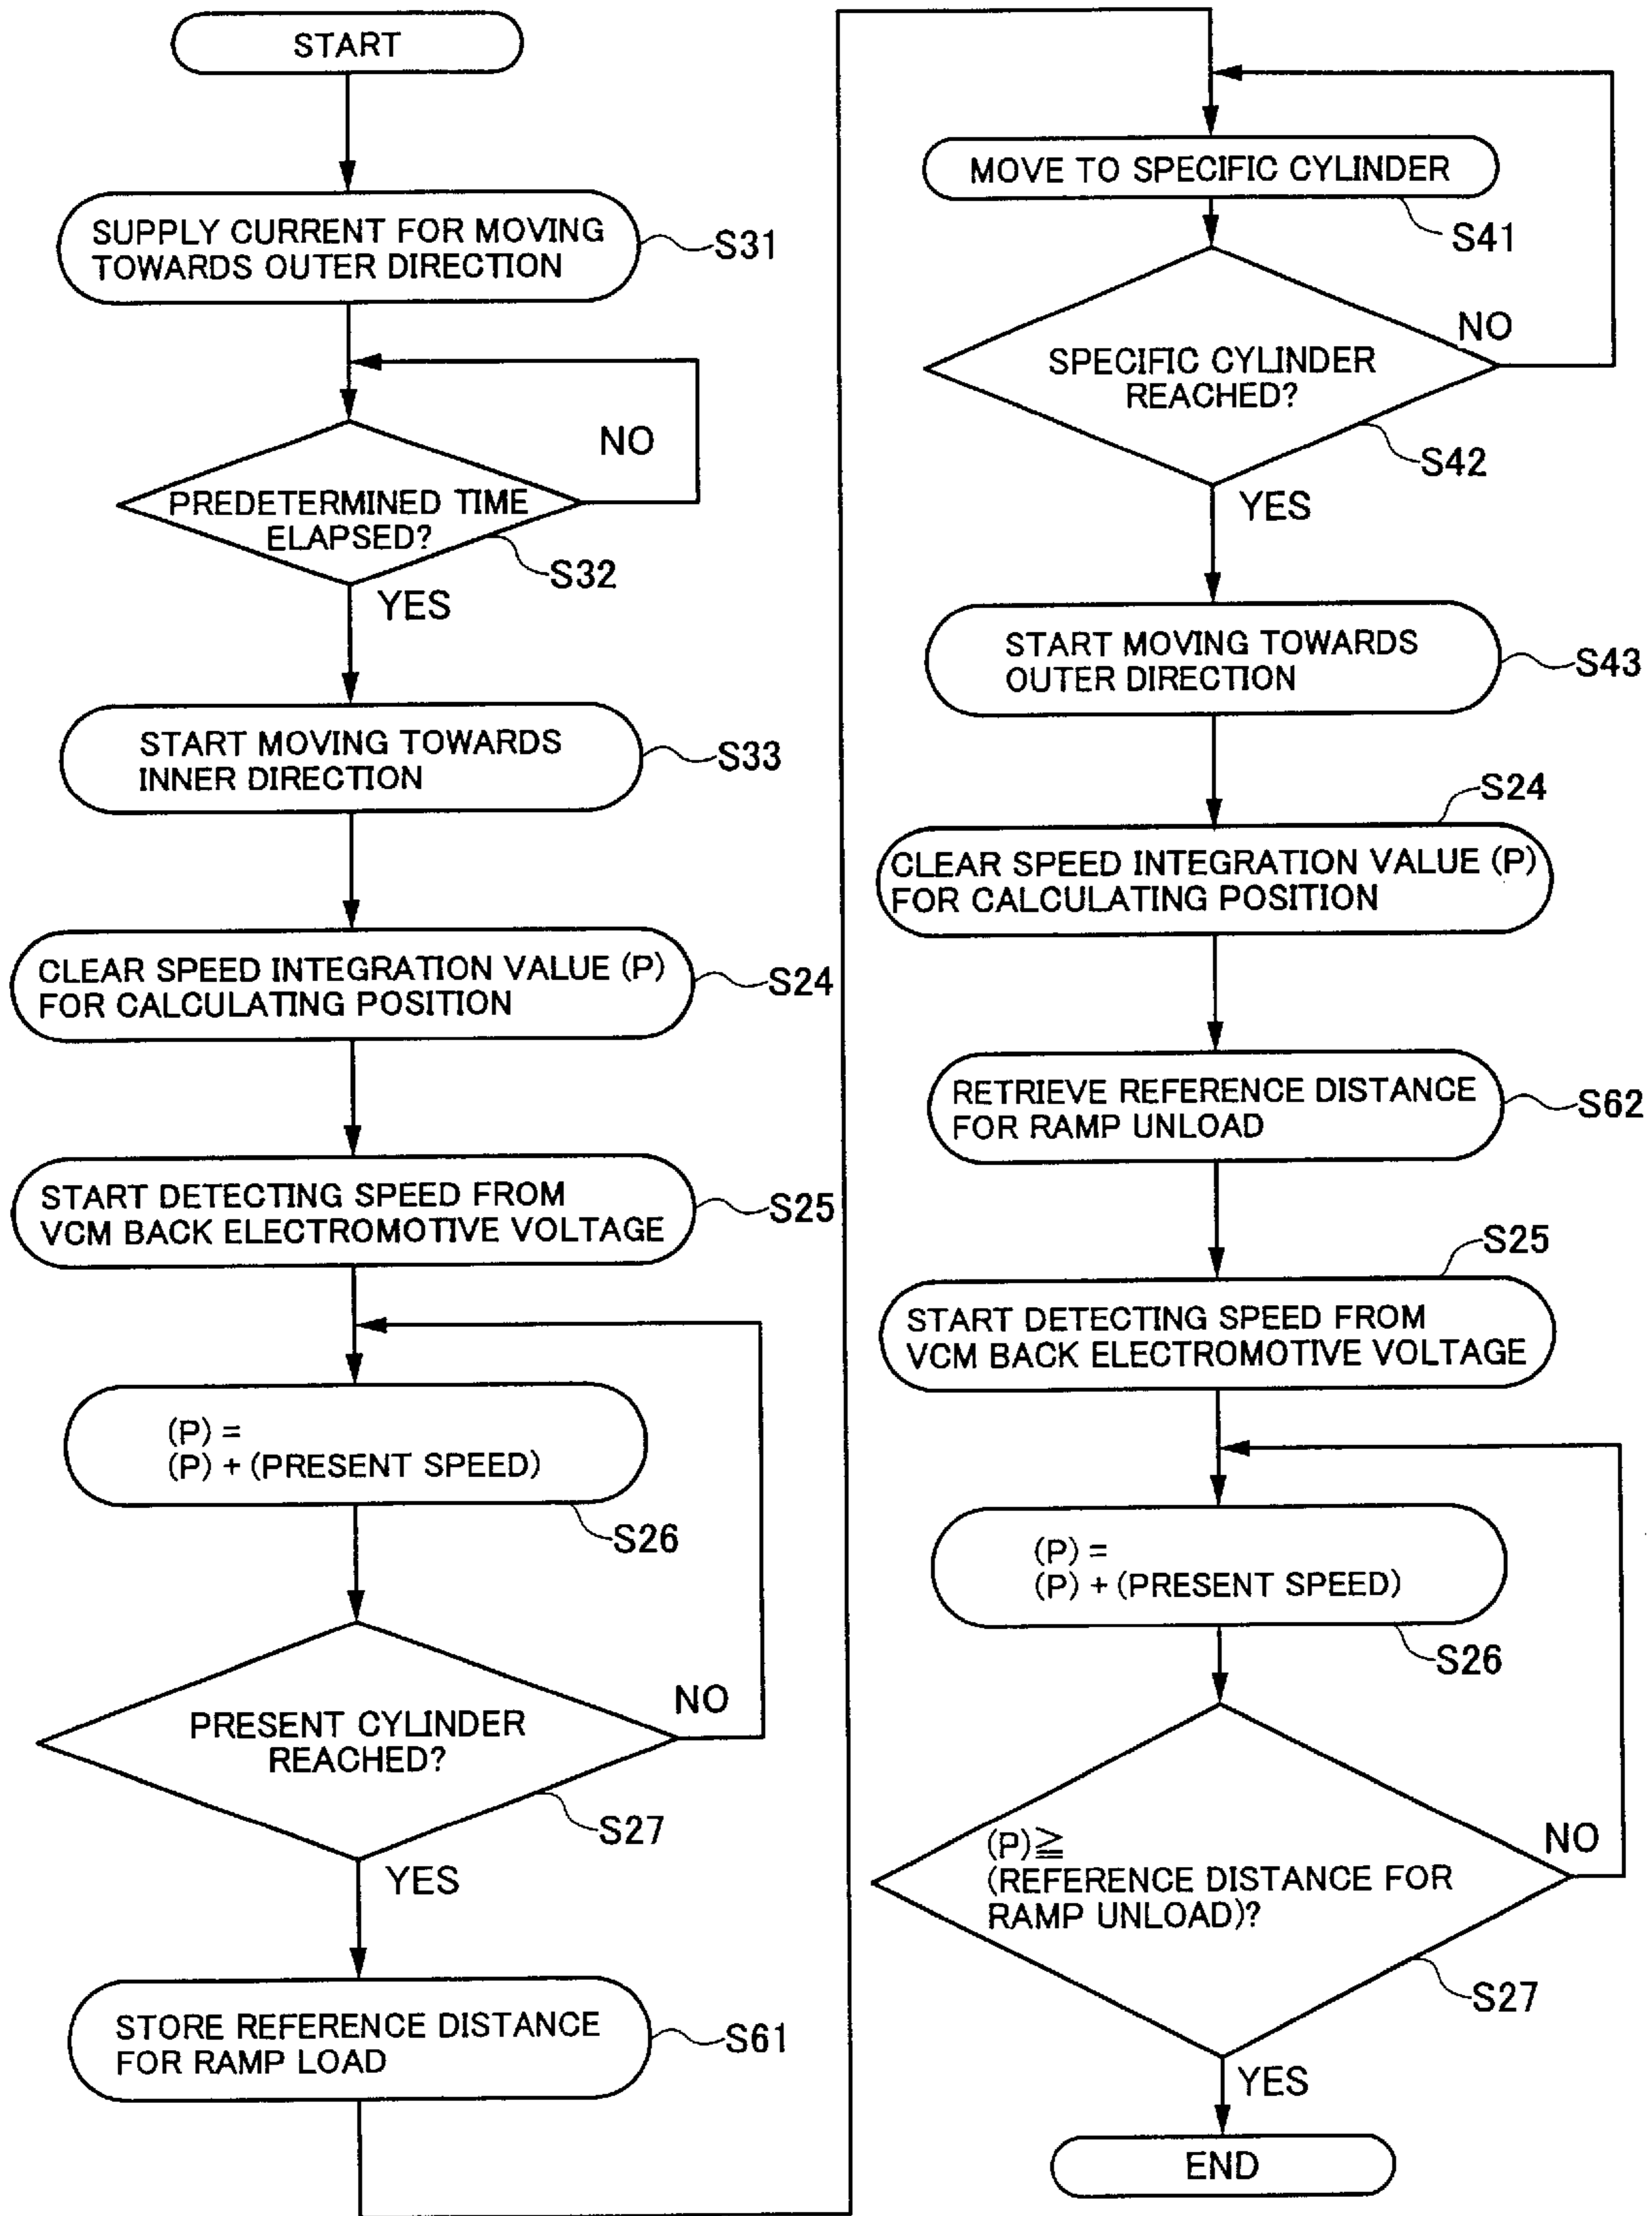 START
SUPPLY CURRENT FOR MOVING
TOWARDS OUTER DIRECTION
S31
NO
PREDETERMINED TIME
ELAPSED?
S32
YES
START MOVING TOWARDS
INNER DIRECTION
S33
CLEAR SPEED INTEGRATION VALUE (P)
FOR CALCULATING POSITION
S24
START DETECTING SPEED FROM
VCM BACK ELECTROMOTIVE VOLTAGE
S25
(P) =
(P) + (PRESENT SPEED)
S26
NO
PRESENT CYLINDER
REACHED?
S27
YES
STORE REFERENCE DISTANCE
FOR RAMP LOAD
S61
MOVE TO SPECIFIC CYLINDER
S41
NO
SPECIFIC CYLINDER
REACHED?
S42
YES
START MOVING TOWARDS
OUTER DIRECTION
S43
S24
CLEAR SPEED INTEGRATION VALUE (P)
FOR CALCULATING POSITION
RETRIEVE REFERENCE DISTANCE
FOR RAMP UNLOAD
S62
S25
START DETECTING SPEED FROM
VCM BACK ELECTROMOTIVE VOLTAGE
(P) =
(P) + (PRESENT SPEED)
S26
NO
(P)≧
(REFERENCE DISTANCE FOR
RAMP UNLOAD)?
S27
YES
END